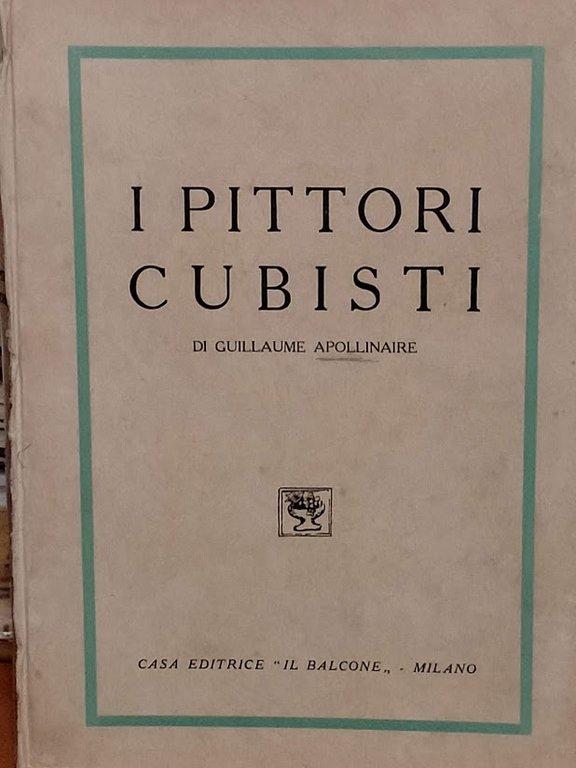 I PITTORI
CUBISTI
DI GUILLAUME APOLLINAIRE
CASA EDITRICE "IL BALCONE„ - MILANO